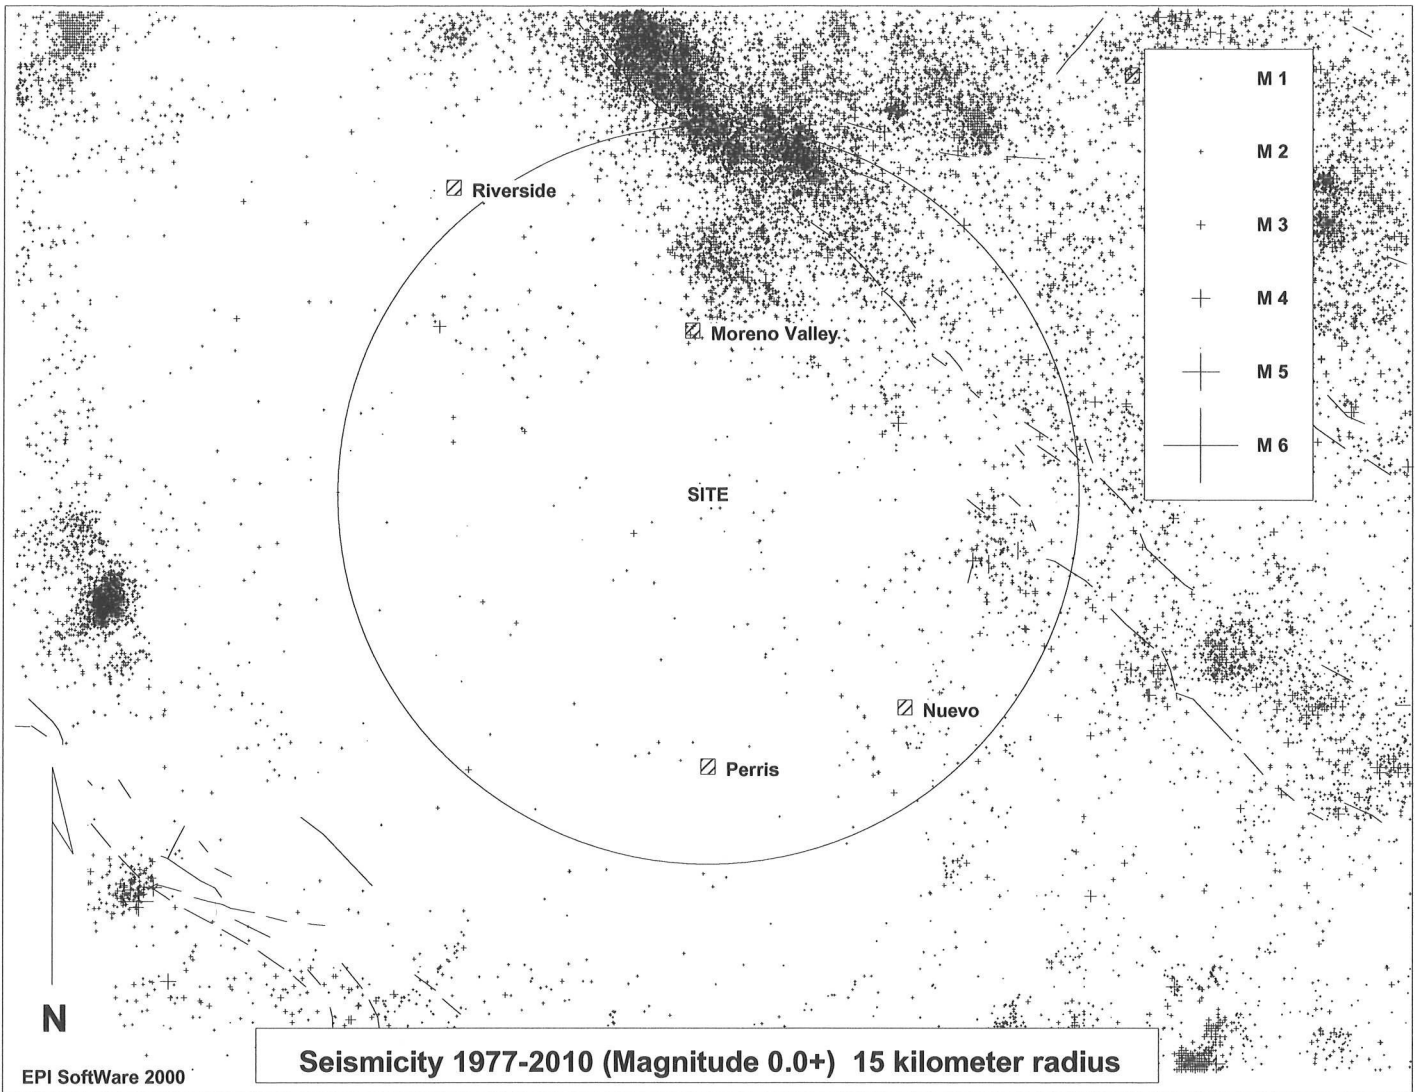 M 1
M 2
Riverside
M 3
M 4
Moreno Valley
M 5
M 6
SITE
Nuevo
Perris
N
Seismicity 1977-2010 (Magnitude 0.0+) 15 kilometer radius
EPI SoftWare 2000